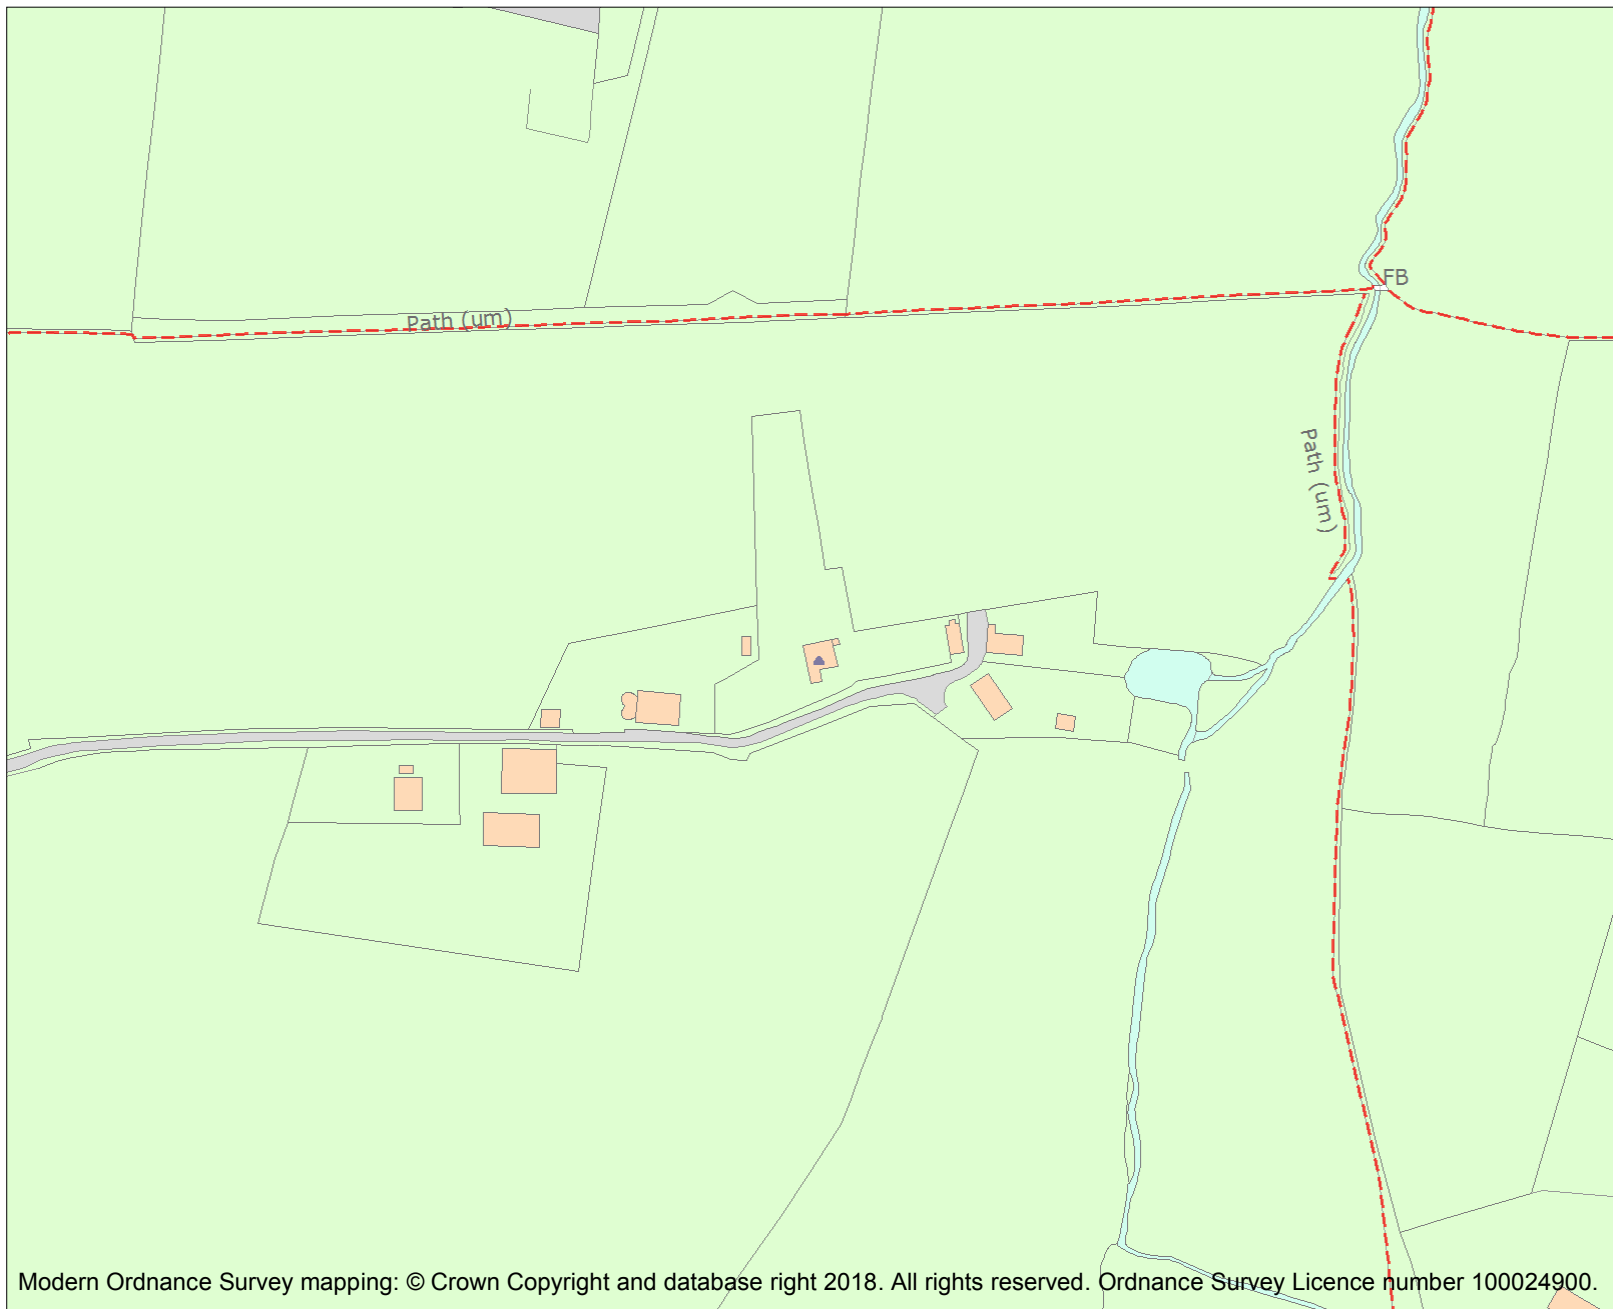 FB
Path (um)
Path (um)
Modern Ordnance Survey mapping: © Crown Copyright and database right 2018. All rights reserved. Ordnance Survey Licence number 100024900.